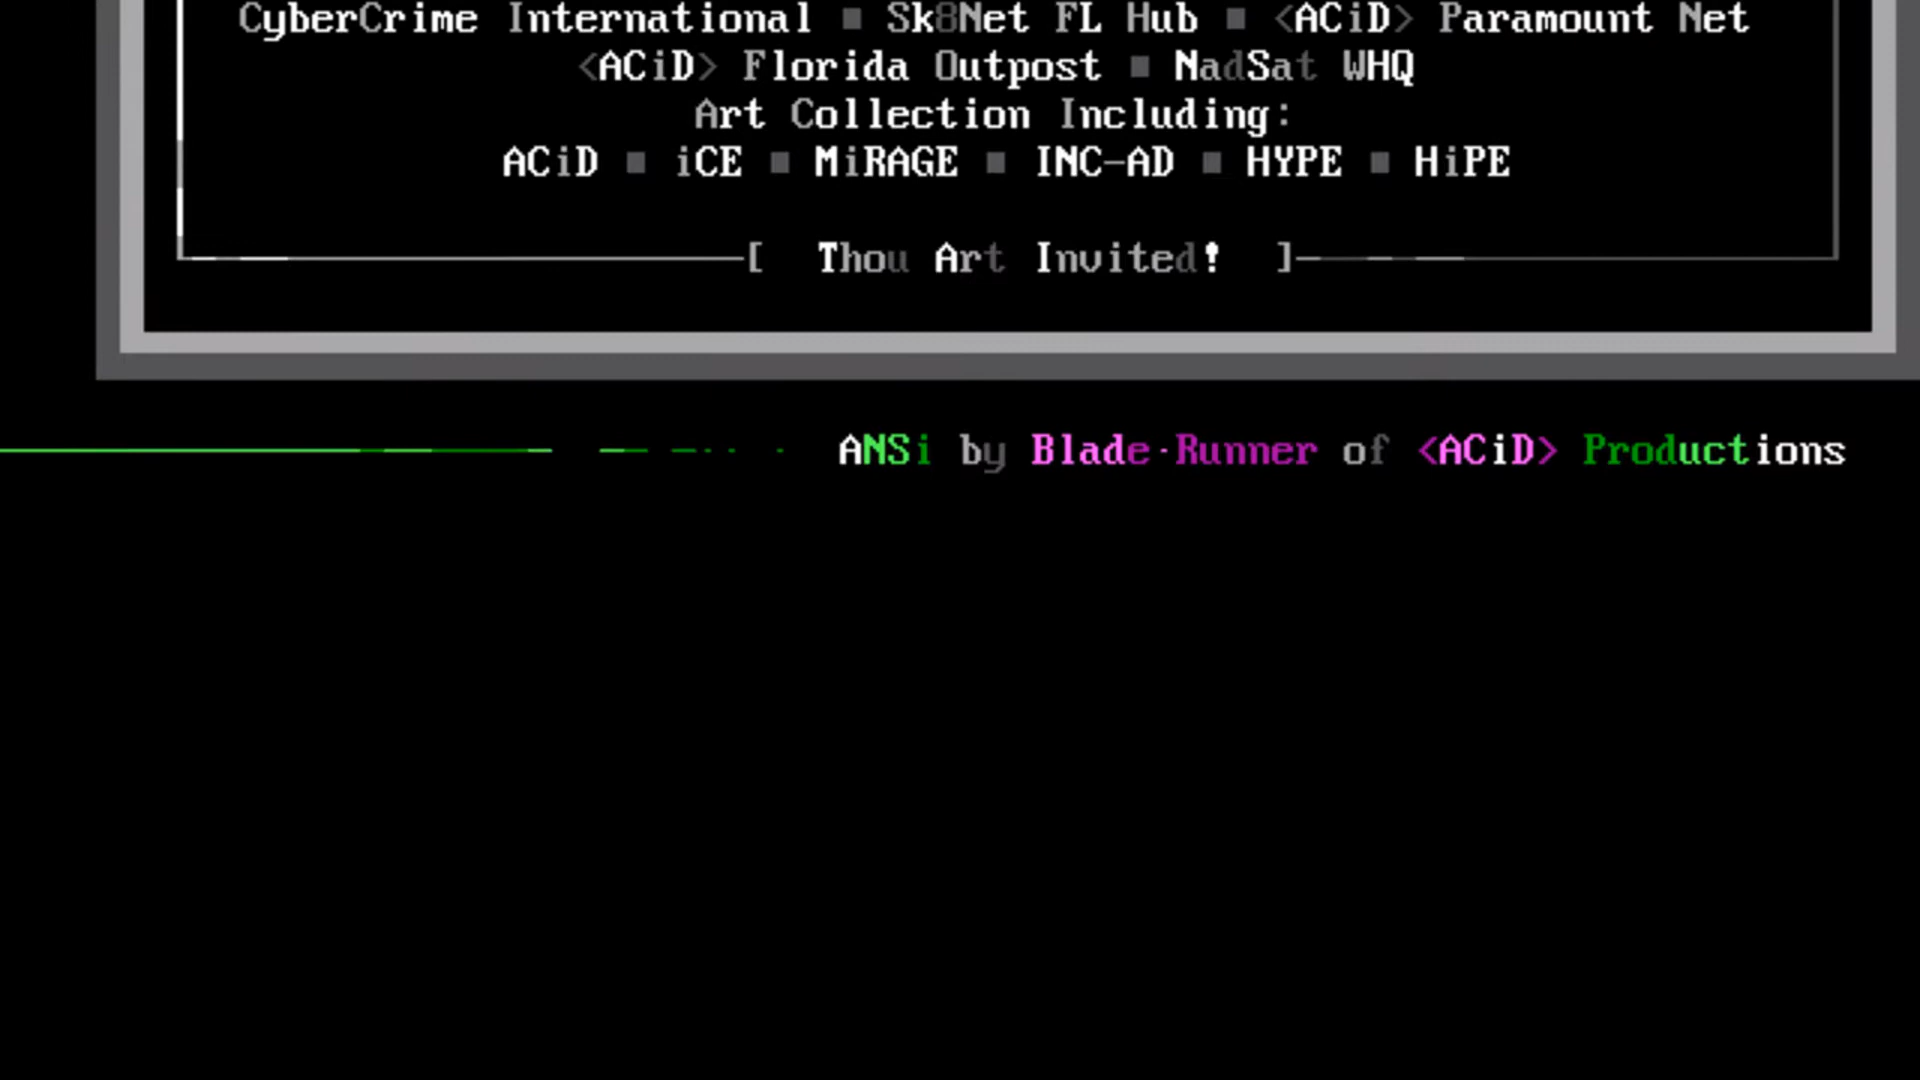 CyberCrime International ▪ Sk8Net FL Hub ▪ <ACiD> Paramount Net
<ACiD> Florida Outpost ▪ NadSat WHQ
Art Collection Including:
ACiD ▪ iCE ▪ MiRAGE ▪ INC-AD ▪ HYPE ▪ HiPE
[ Thou Art Invited! ]
ANSi by Blade·Runner of <ACiD> Productions